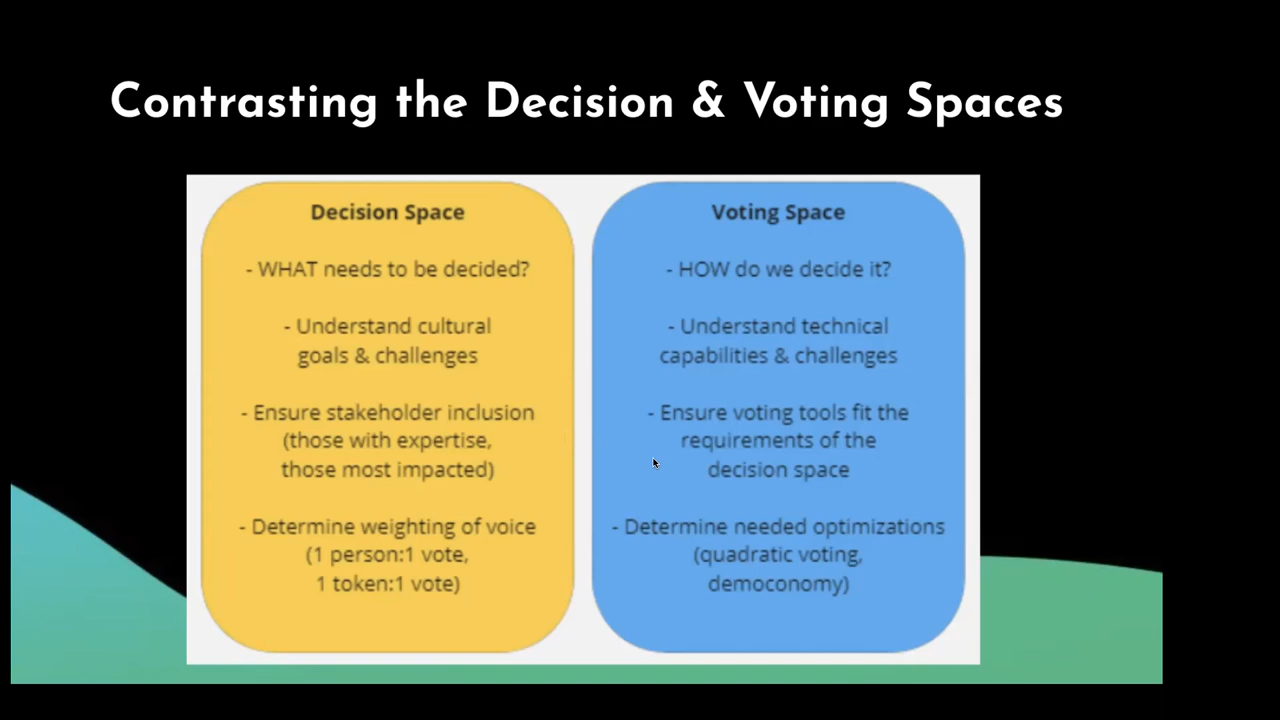 Contrasting the Decision & Voting Spaces
Decision Space
- WHAT needs to be decided?
- Understand cultural
goals & challenges
- Ensure stakeholder inclusion
(those with expertise,
those most impacted)
- Determine weighting of voice
(1 person:1 vote,
1 token:1 vote)
Voting Space
- HOW do we decide it?
- Understand technical
capabilities & challenges
- Ensure voting tools fit the
requirements of the
decision space
- Determine needed optimizations
(quadratic voting,
democonomy)